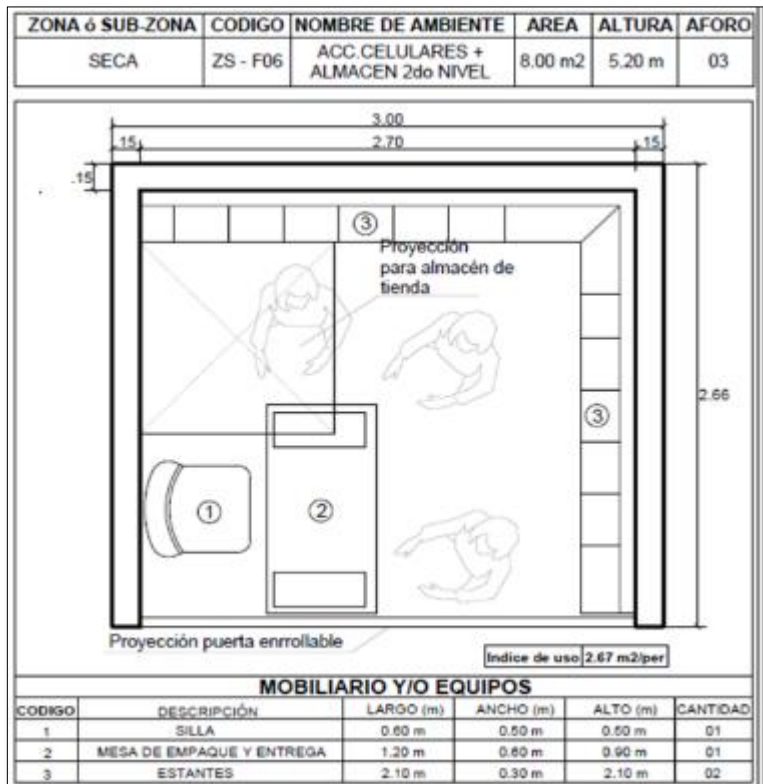 ZONA ó SUB-ZONA CODIGO NOMBRE DE AMBIENTE AREA ALTURA AFORO
SECA ZS - F06 ACC.CELULARES + ALMACEN 2do NIVEL 8.00 m2 5.20 m 03
3.00
.15 2.70 .15
.15
3
Proyección
para almacén de
tienda
2.66
3
1 2
Proyección puerta enrrollable
Indice de uso 2.67 m2/per
MOBILIARIO Y/O EQUIPOS
CODIGO DESCRIPCIÓN LARGO (m) ANCHO (m) ALTO (m) CANTIDAD
1 SILLA 0.60 m 0.50 m 0.50 m 01
2 MESA DE EMPAQUE Y ENTREGA 1.20 m 0.60 m 0.90 m 01
3 ESTANTES 2.10 m 0.30 m 2.10 m 02